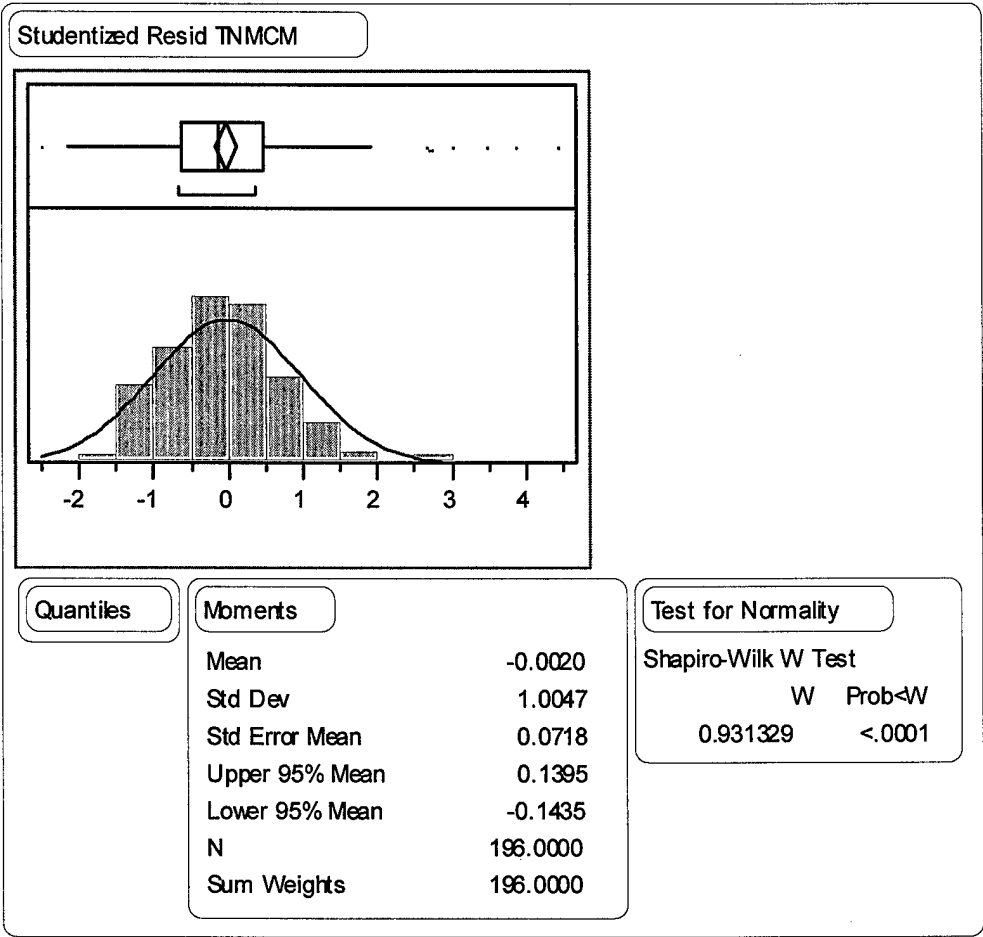 Studentized Resid TNMCM
-2 -1 0 1 2 3 4
Quantiles
Moments
Mean -0.0020
Std Dev 1.0047
Std Error Mean 0.0718
Upper 95% Mean 0.1395
Lower 95% Mean -0.1435
N 196.0000
Sum Weights 196.0000
Test for Normality
Shapiro-Wilk W Test
W Prob<W
0.931329 <.0001